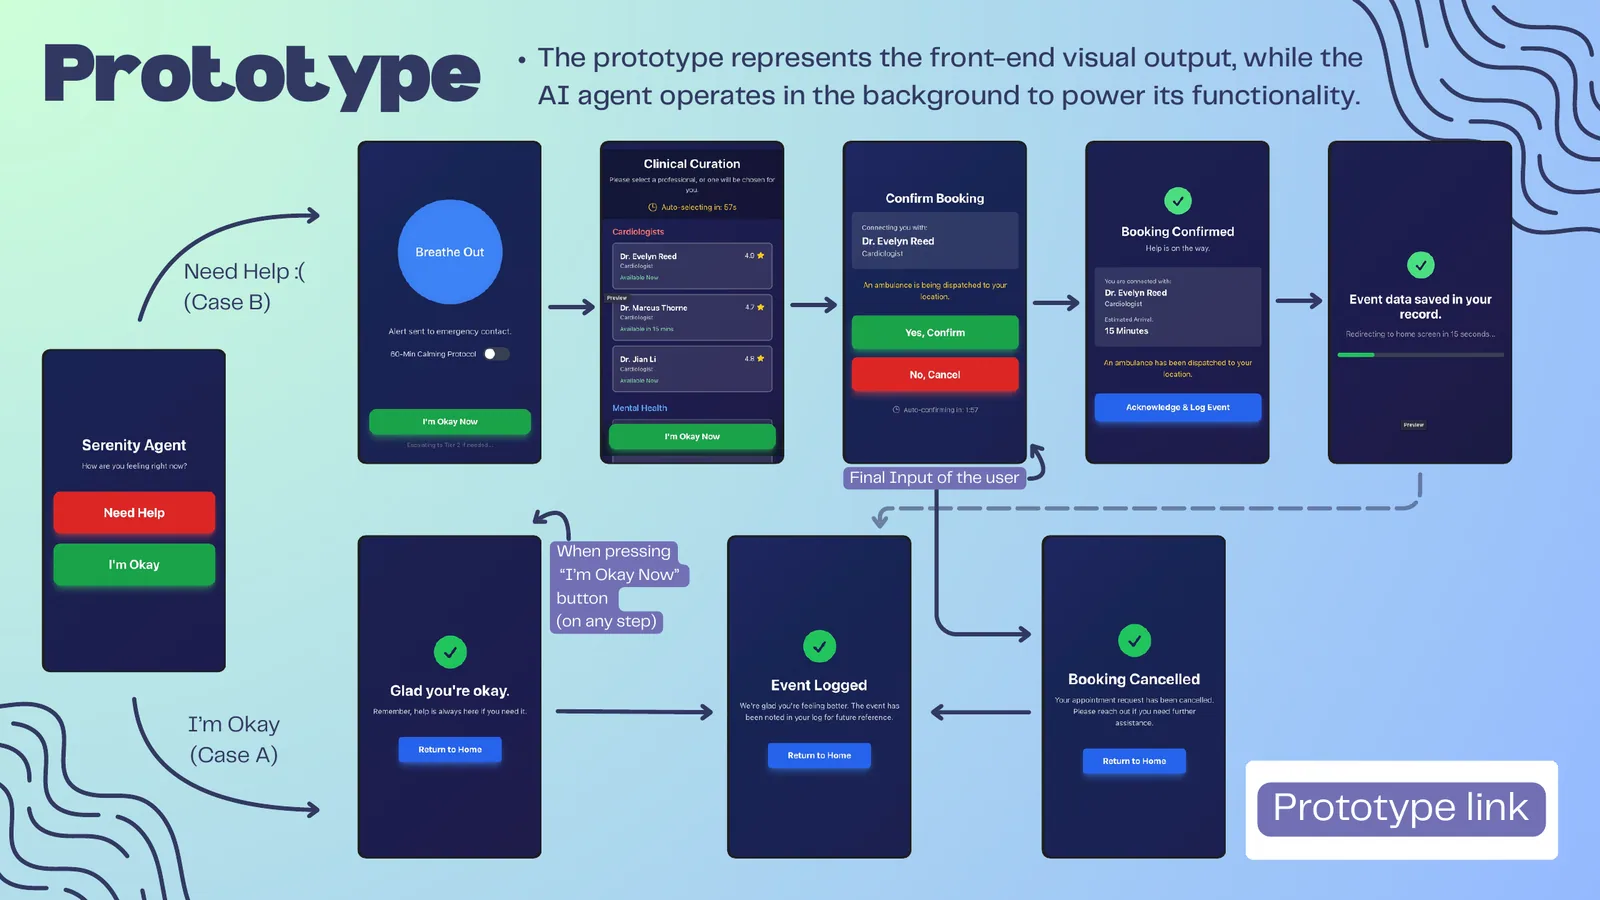 Prototype
• The prototype represents the front-end visual output, while the
AI agent operates in the background to power its functionality.
Need Help :(
(Case B)
Serenity Agent
How are you feeling right now?
Need Help
I'm Okay
I'm Okay
(Case A)
Breathe Out
Alert sent to emergency contact.
60-Min Calming Protocol
I'm Okay Now
Escalating to Tier 2 if needed...
Clinical Curation
Please select a professional, or one will be chosen for
you.
Auto-selecting in: 57s
Cardiologists
Dr. Evelyn Reed
4.0
Cardiologist
Available Now
Preview
Dr. Marcus Thorne
4.7
Cardiologist
Available in 15 mins
Dr. Jian Li
4.8
Cardiologist
Available Now
Mental Health
I'm Okay Now
Confirm Booking
Connecting you with:
Dr. Evelyn Reed
Cardiologist
An ambulance is being dispatched to your
location.
Yes, Confirm
No, Cancel
Auto-confirming in: 1:57
Final Input of the user
Booking Confirmed
Help is on the way.
You are connected with:
Dr. Evelyn Reed
Cardiologist
Estimated Arrival:
15 Minutes
An ambulance has been dispatched to your
location.
Acknowledge & Log Event
Event data saved in your
record.
Redirecting to home screen in 15 seconds...
Preview
Glad you're okay.
Remember, help is always here if you need it.
Return to Home
When pressing
“I'm Okay Now”
button
(on any step)
Event Logged
We're glad you're feeling better. The event has
been noted in your log for future reference.
Return to Home
Booking Cancelled
Your appointment request has been cancelled.
Please reach out if you need further
assistance.
Return to Home
Prototype link